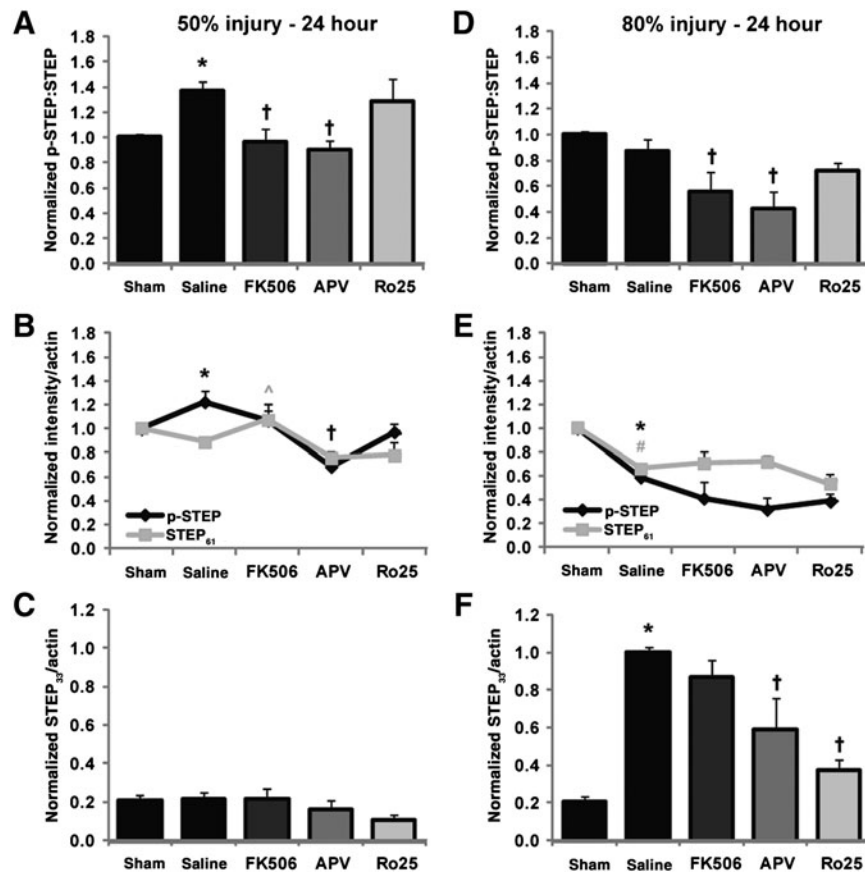 A
50% injury - 24 hour
Normalized p-STEP:STEP
1.8
1.6
1.4
1.2
1.0
0.8
0.6
0.4
0.2
0.0
*
†
†
Sham Saline FK506 APV Ro25
D
80% injury - 24 hour
Normalized p-STEP:STEP
1.8
1.6
1.4
1.2
1.0
0.8
0.6
0.4
0.2
0.0
†
†
Sham Saline FK506 APV Ro25
B
Normalized intensity/actin
1.8
1.6
1.4
1.2
1.0
0.8
0.6
0.4
0.2
0.0
*
^
†
p-STEP
STEP₆₁
Sham Saline FK506 APV Ro25
E
Normalized intensity/actin
1.8
1.6
1.4
1.2
1.0
0.8
0.6
0.4
0.2
0.0
*
#
p-STEP
STEP₆₁
Sham Saline FK506 APV Ro25
C
Normalized STEP₃₃/actin
1.2
1.0
0.8
0.6
0.4
0.2
0.0
Sham Saline FK506 APV Ro25
F
Normalized STEP₃₃/actin
1.2
1.0
0.8
0.6
0.4
0.2
0.0
*
†
†
Sham Saline FK506 APV Ro25